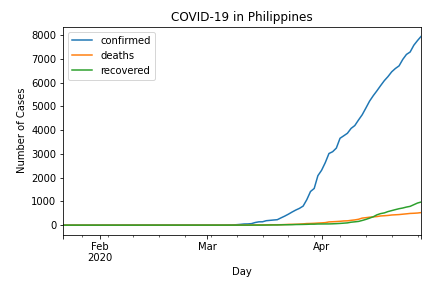 COVID-19 in Philippines
confirmed
deaths
recovered
Number of Cases
8000
7000
6000
5000
4000
3000
2000
1000
0
Feb
2020
Mar
Apr
Day